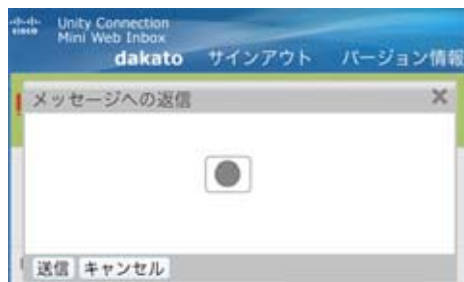 cisco
Unity Connection
Mini Web Inbox
dakato サインアウト バージョン情報
メッセージへの返信
送信 キャンセル